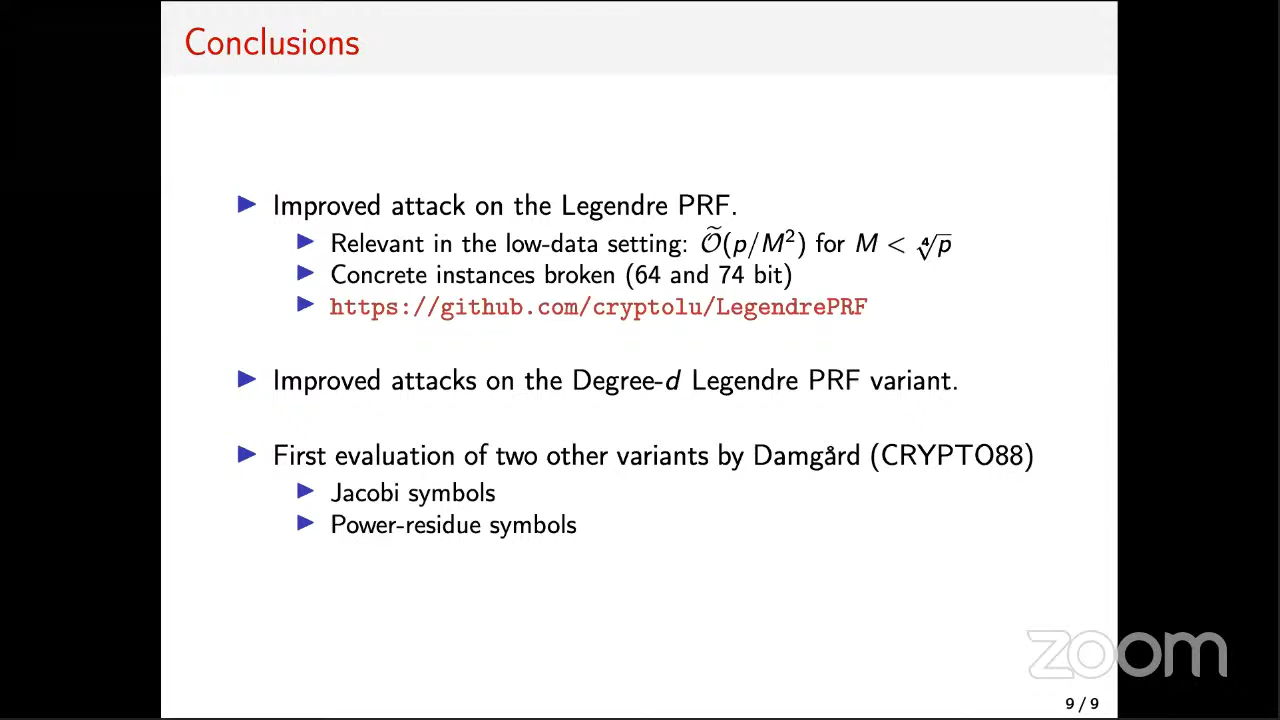 Conclusions
▶ Improved attack on the Legendre PRF.
▶ Relevant in the low-data setting: Õ(p/M²) for M < ∜p
▶ Concrete instances broken (64 and 74 bit)
▶ https://github.com/cryptolu/LegendrePRF
▶ Improved attacks on the Degree-d Legendre PRF variant.
▶ First evaluation of two other variants by Damgård (CRYPTO88)
▶ Jacobi symbols
▶ Power-residue symbols
zoom
9 / 9